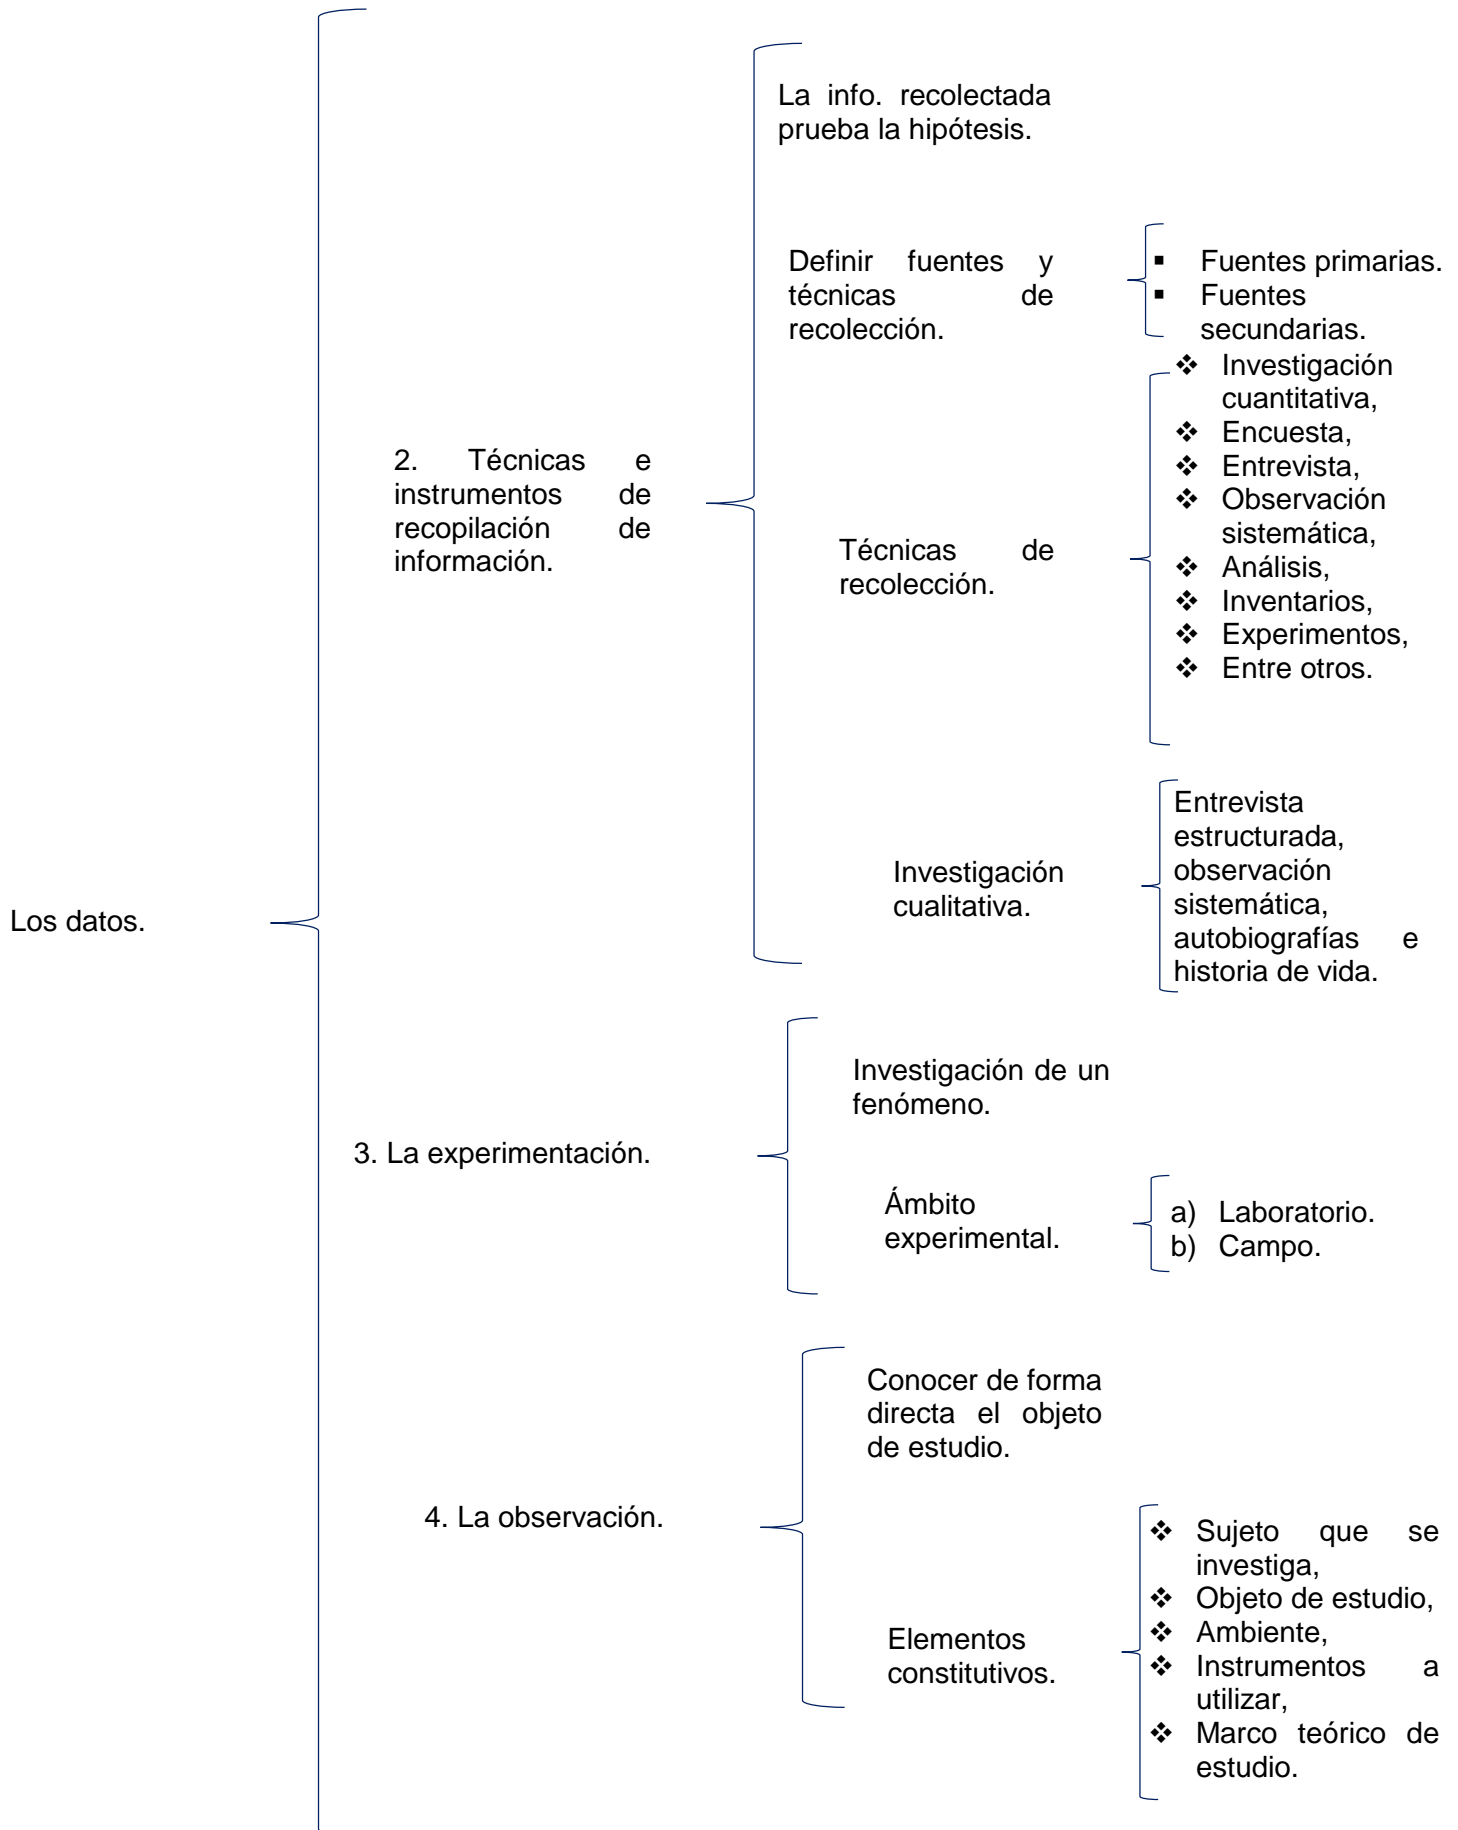 Los datos.
2. Técnicas e
instrumentos de
recopilación de
información.
La info. recolectada
prueba la hipótesis.
Definir fuentes y
técnicas de
recolección.
▪ Fuentes primarias.
▪ Fuentes
secundarias.
Técnicas de
recolección.
❖ Investigación
cuantitativa,
❖ Encuesta,
❖ Entrevista,
❖ Observación
sistemática,
❖ Análisis,
❖ Inventarios,
❖ Experimentos,
❖ Entre otros.
Investigación
cualitativa.
Entrevista
estructurada,
observación
sistemática,
autobiografías e
historia de vida.
3. La experimentación.
Investigación de un
fenómeno.
Ámbito
experimental.
a) Laboratorio.
b) Campo.
4. La observación.
Conocer de forma
directa el objeto
de estudio.
Elementos
constitutivos.
❖ Sujeto que se
investiga,
❖ Objeto de estudio,
❖ Ambiente,
❖ Instrumentos a
utilizar,
❖ Marco teórico de
estudio.